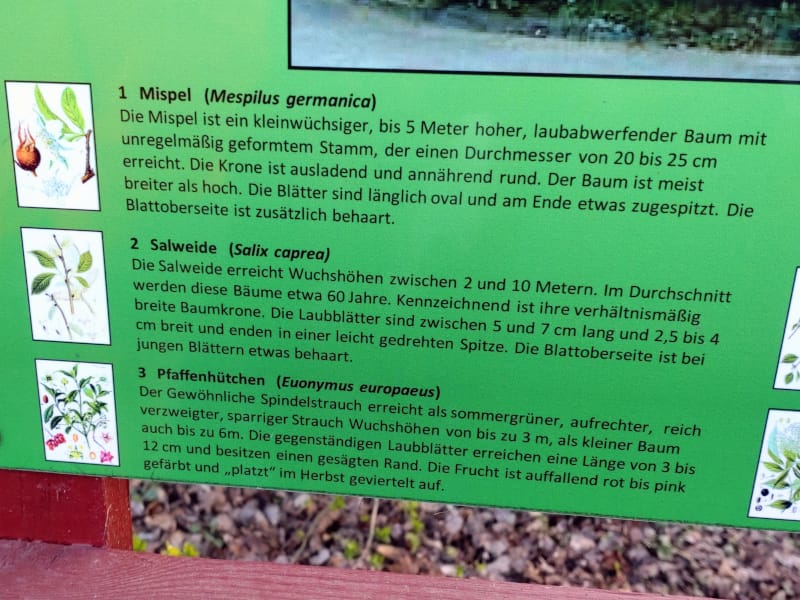 1 Mispel (Mespilus germanica)
Die Mispel ist ein kleinwüchsiger, bis 5 Meter hoher, laubabwerfender Baum mit
unregelmäßig geformtem Stamm, der einen Durchmesser von 20 bis 25 cm
erreicht. Die Krone ist ausladend und annährend rund. Der Baum ist meist
breiter als hoch. Die Blätter sind länglich oval und am Ende etwas zugespitzt. Die
Blattoberseite ist zusätzlich behaart.
2 Salweide (Salix caprea)
Die Salweide erreicht Wuchshöhen zwischen 2 und 10 Metern. Im Durchschnitt
werden diese Bäume etwa 60 Jahre. Kennzeichnend ist ihre verhältnismäßig
breite Baumkrone. Die Laubblätter sind zwischen 5 und 7 cm lang und 2,5 bis 4
cm breit und enden in einer leicht gedrehten Spitze. Die Blattoberseite ist bei
jungen Blättern etwas behaart.
3 Pfaffenhütchen (Euonymus europaeus)
Der Gewöhnliche Spindelstrauch erreicht als sommergrüner, aufrechter, reich
verzweigter, sparriger Strauch Wuchshöhen von bis zu 3 m, als kleiner Baum
auch bis zu 6m. Die gegenständigen Laubblätter erreichen eine Länge von 3 bis
12 cm und besitzen einen gesägten Rand. Die Frucht ist auffallend rot bis pink
gefärbt und „platzt" im Herbst geviertelt auf.